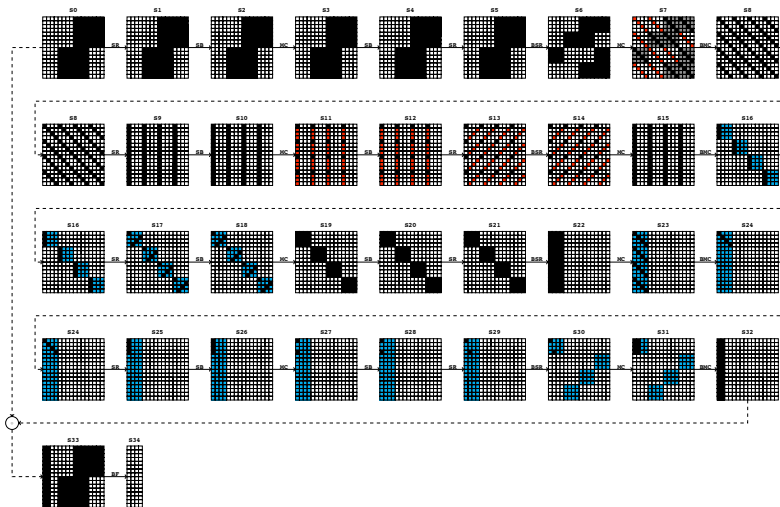 S0 S1 S2 S3 S4 S5 S6 S7 S8
SR SB MC SB SR BSR MC BMC
S8 S9 S10 S11 S12 S13 S14 S15 S16
SR SB MC SB SR BSR MC BMC
S16 S17 S18 S19 S20 S21 S22 S23 S24
SR SB MC SB SR BSR MC BMC
S24 S25 S26 S27 S28 S29 S30 S31 S32
SR SB MC SB SR BSR MC BMC
S33 S34
BF